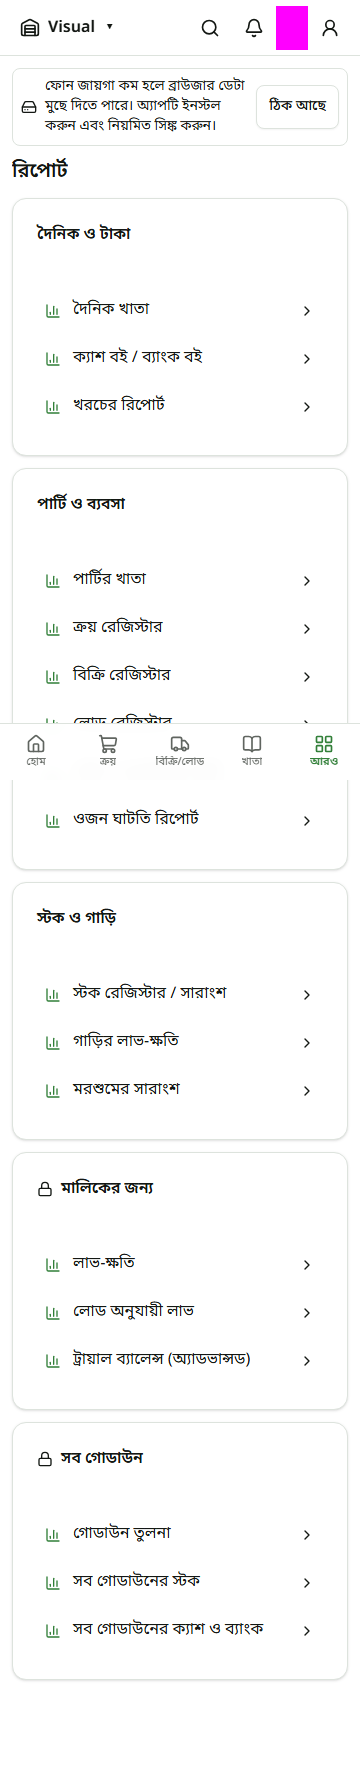 Visual
ফোন জায়গা কম হলে ব্রাউজার ডেটা
মুছে দিতে পারে। অ্যাপটি ইনস্টল
করুন এবং নিয়মিত সিঙ্ক করুন।
ঠিক আছে
রিপোর্ট
দৈনিক ও টাকা
দৈনিক খাতা
ক্যাশ বই / ব্যাংক বই
খরচের রিপোর্ট
পার্টি ও ব্যবসা
পার্টির খাতা
ক্রয় রেজিস্টার
বিক্রি রেজিস্টার
লোড রেজিস্টার
হোম
ক্রয়
বিক্রি/লোড
খাতা
আরও
ওজন ঘাটতি রিপোর্ট
স্টক ও গাড়ি
স্টক রেজিস্টার / সারাংশ
গাড়ির লাভ-ক্ষতি
মরশুমের সারাংশ
মালিকের জন্য
লাভ-ক্ষতি
লোড অনুযায়ী লাভ
ট্রায়াল ব্যালেন্স (অ্যাডভান্সড)
সব গোডাউন
গোডাউন তুলনা
সব গোডাউনের স্টক
সব গোডাউনের ক্যাশ ও ব্যাংক